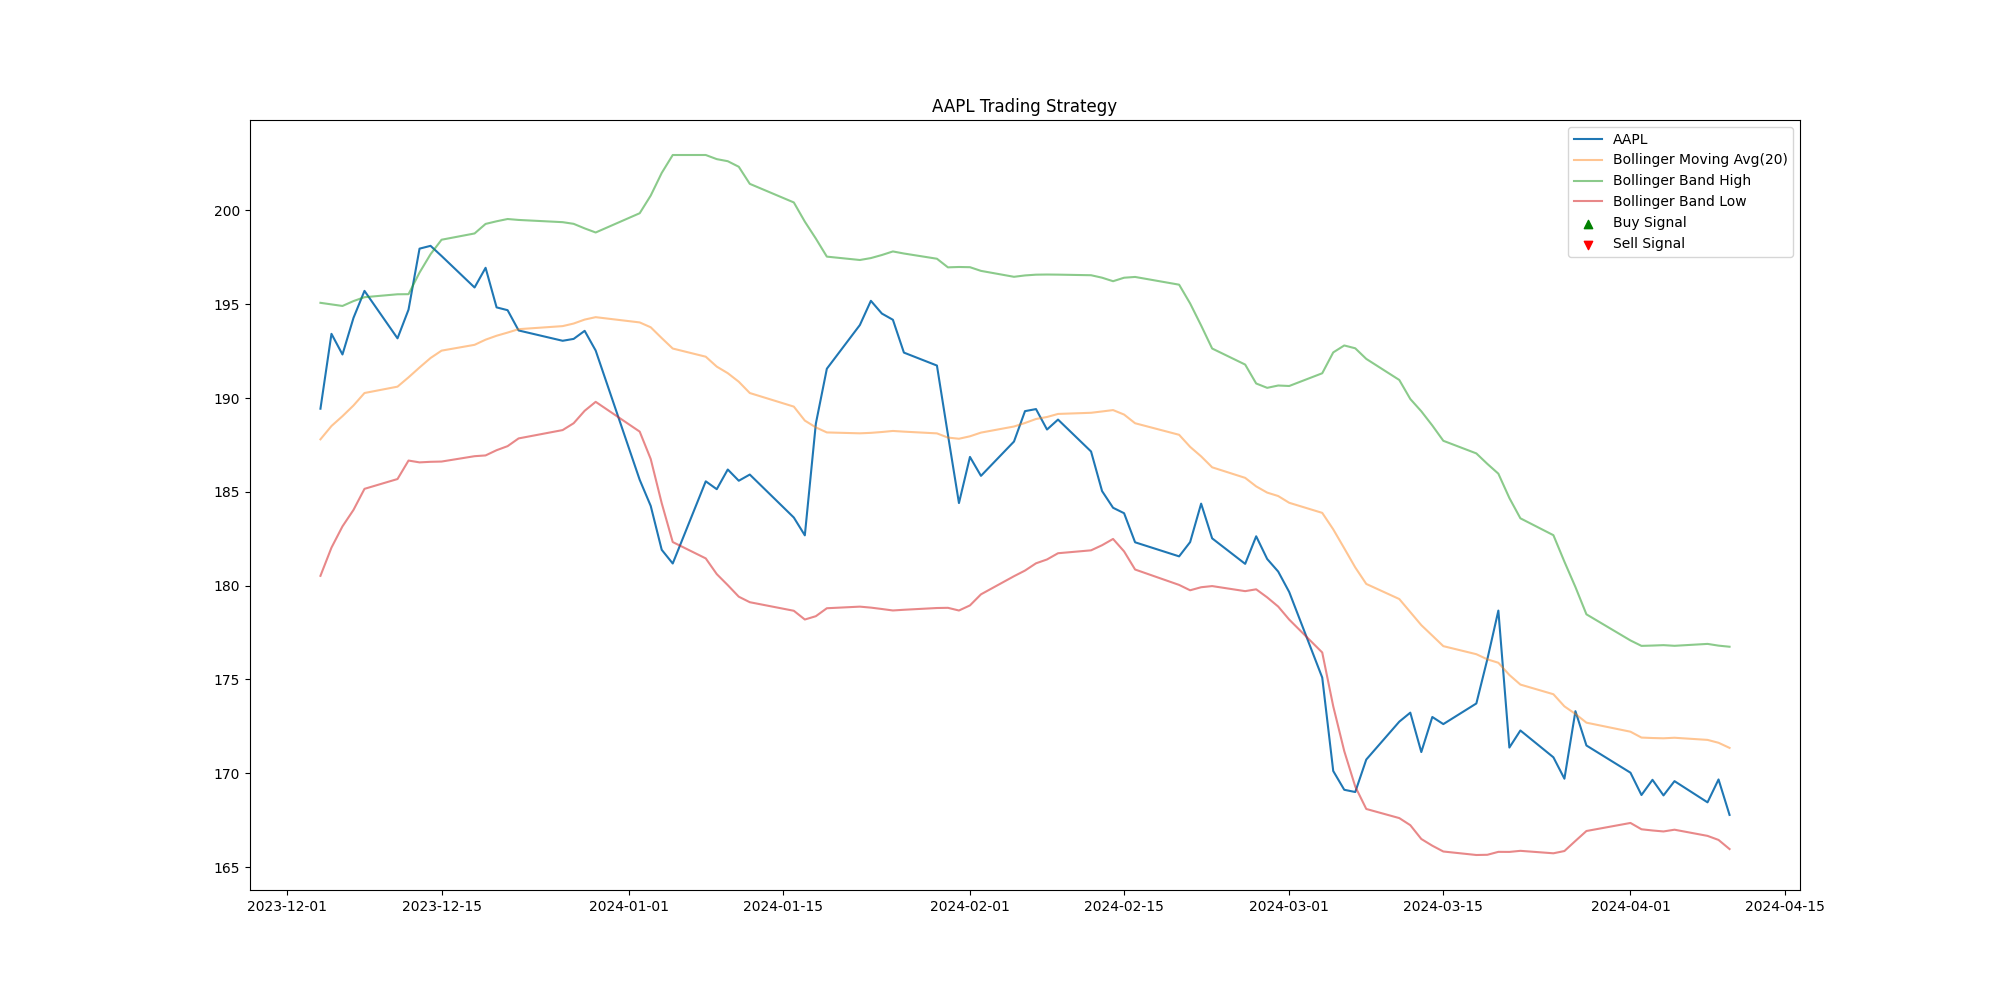 AAPL Trading Strategy
AAPL
Bollinger Moving Avg(20)
Bollinger Band High
Bollinger Band Low
Buy Signal
Sell Signal
200
195
190
185
180
175
170
165
2023-12-01 2023-12-15 2024-01-01 2024-01-15 2024-02-01 2024-02-15 2024-03-01 2024-03-15 2024-04-01 2024-04-15